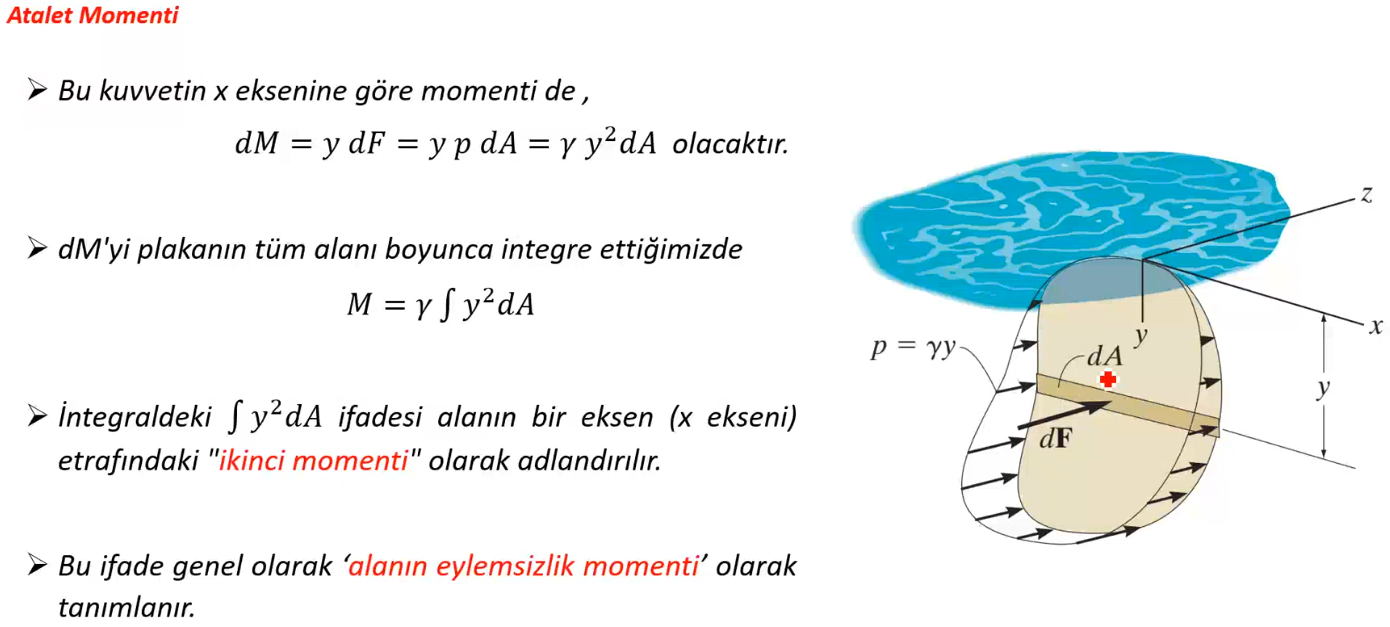 Atalet Momenti
➤ Bu kuvvetin x eksenine göre momenti de ,
dM = y dF = y p dA = γ y²dA olacaktır.
➤ dM'yi plakanın tüm alanı boyunca integre ettiğimizde
M = γ ∫ y²dA
➤ İntegraldeki ∫ y²dA ifadesi alanın bir eksen (x ekseni)
etrafındaki "ikinci momenti" olarak adlandırılır.
➤ Bu ifade genel olarak ‘alanın eylemsizlik momenti’ olarak
tanımlanır.
z
x
y
p = γy
dA
y
dF